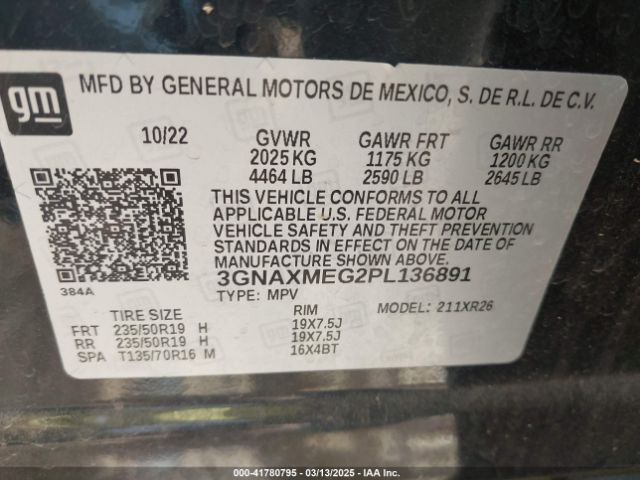 gm
MFD BY GENERAL MOTORS DE MEXICO, S. DE R.L. DE C.V.
10/22 GVWR GAWR FRT GAWR RR
2025 KG 1175 KG 1200 KG
4464 LB 2590 LB 2645 LB
THIS VEHICLE CONFORMS TO ALL
APPLICABLE U.S. FEDERAL MOTOR
VEHICLE SAFETY AND THEFT PREVENTION
STANDARDS IN EFFECT ON THE DATE OF
MANUFACTURE SHOWN ABOVE.
3GNAXMEG2PL136891
384A
TYPE: MPV
MODEL: 211XR26
TIRE SIZE RIM
FRT 235/50R19 H 19X7.5J
RR 235/50R19 H 19X7.5J
SPA T135/70R16 M 16X4BT
000-41780795 — 03/13/2025 — IAA Inc.